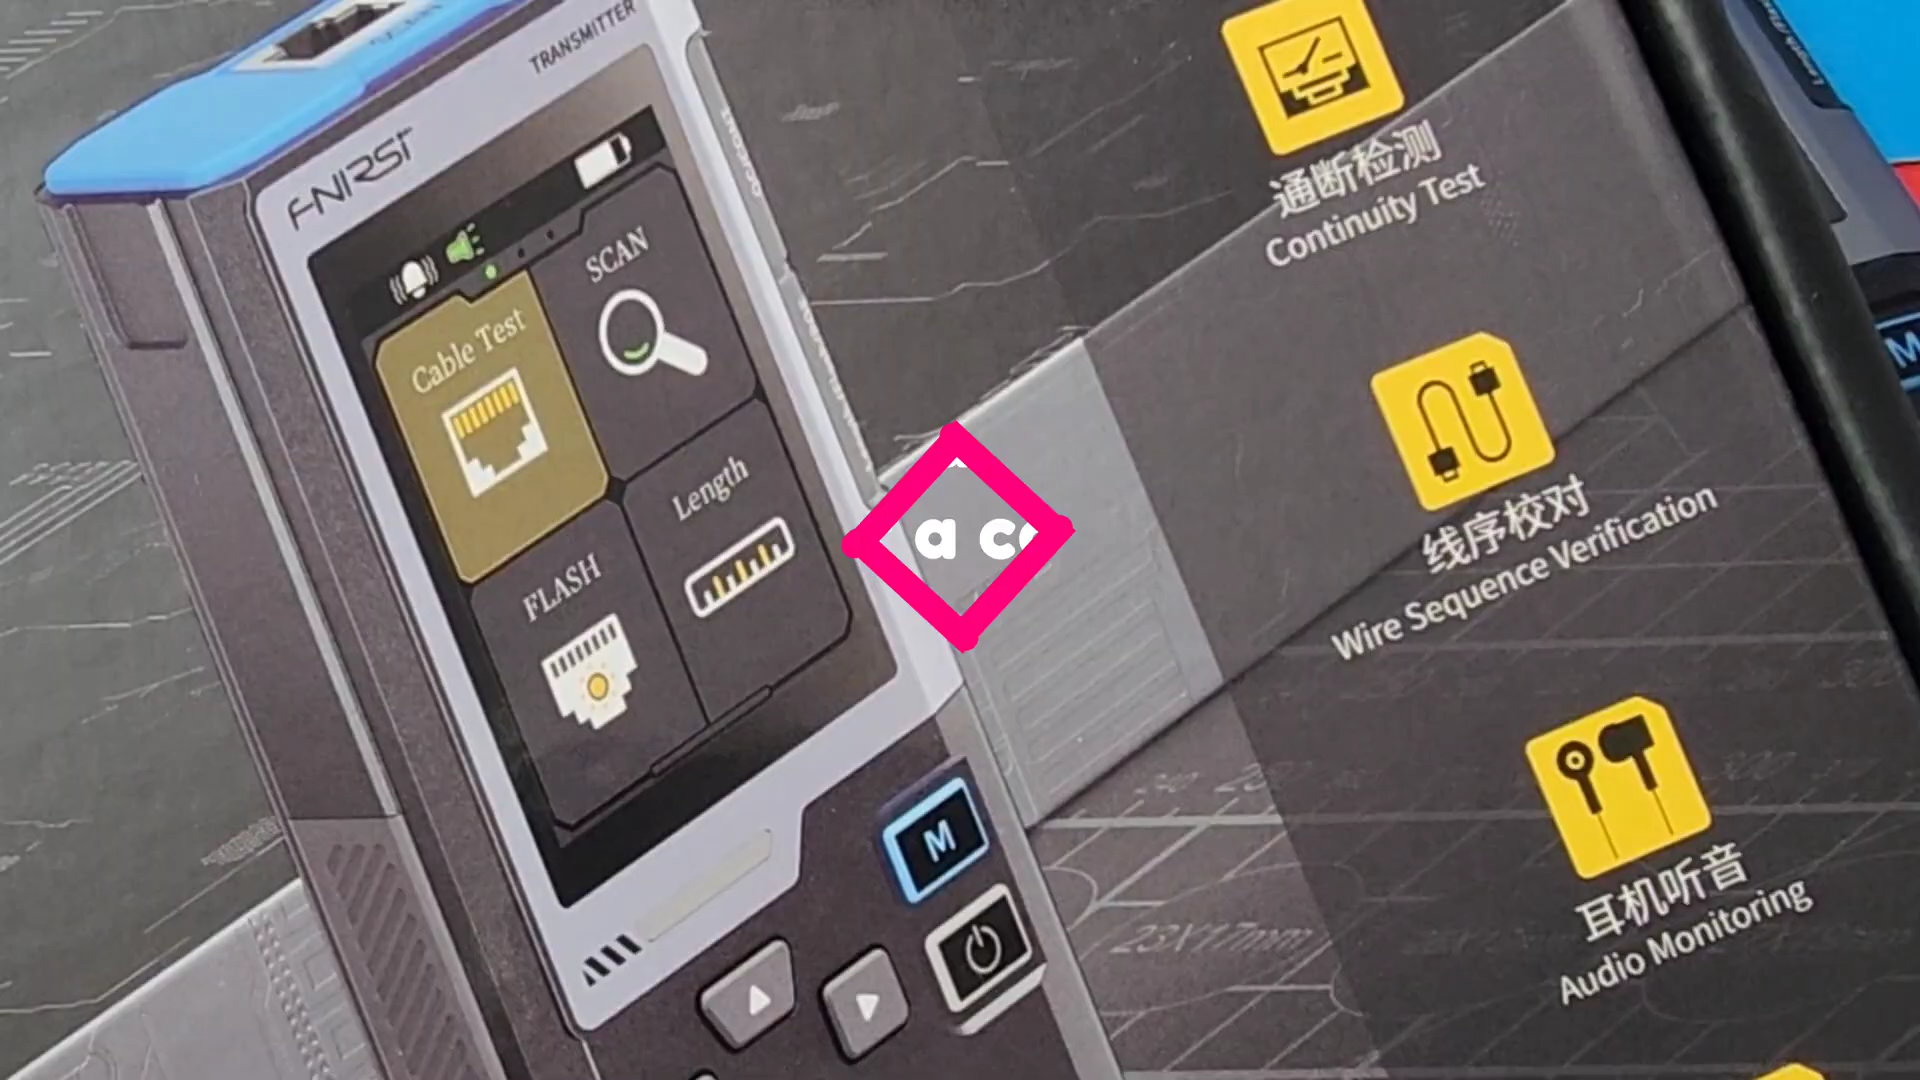 TRANSMITTER
FNIRSI
SCAN
Cable Test
Length
FLASH
M
通断检测
Continuity Test
a
线序校对
Wire Sequence Verification
耳机听音
Audio Monitoring
23X17mm
M